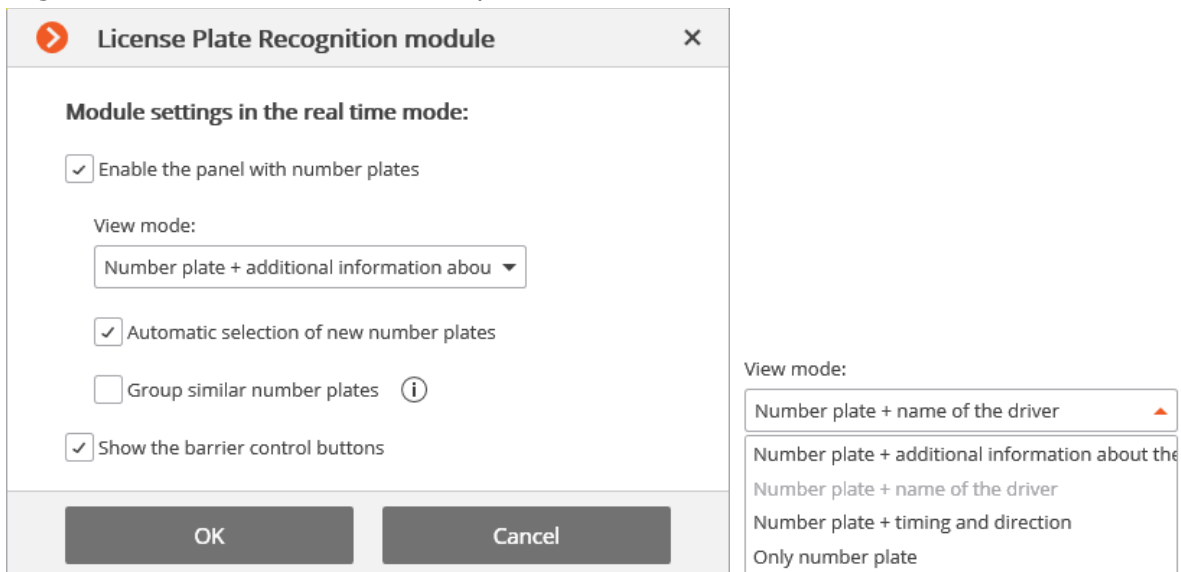 License Plate Recognition module
Module settings in the real time mode:
Enable the panel with number plates
View mode:
Number plate + additional information abou
Automatic selection of new number plates
Group similar number plates
Show the barrier control buttons
OK
Cancel
View mode:
Number plate + name of the driver
Number plate + additional information about the
Number plate + name of the driver
Number plate + timing and direction
Only number plate